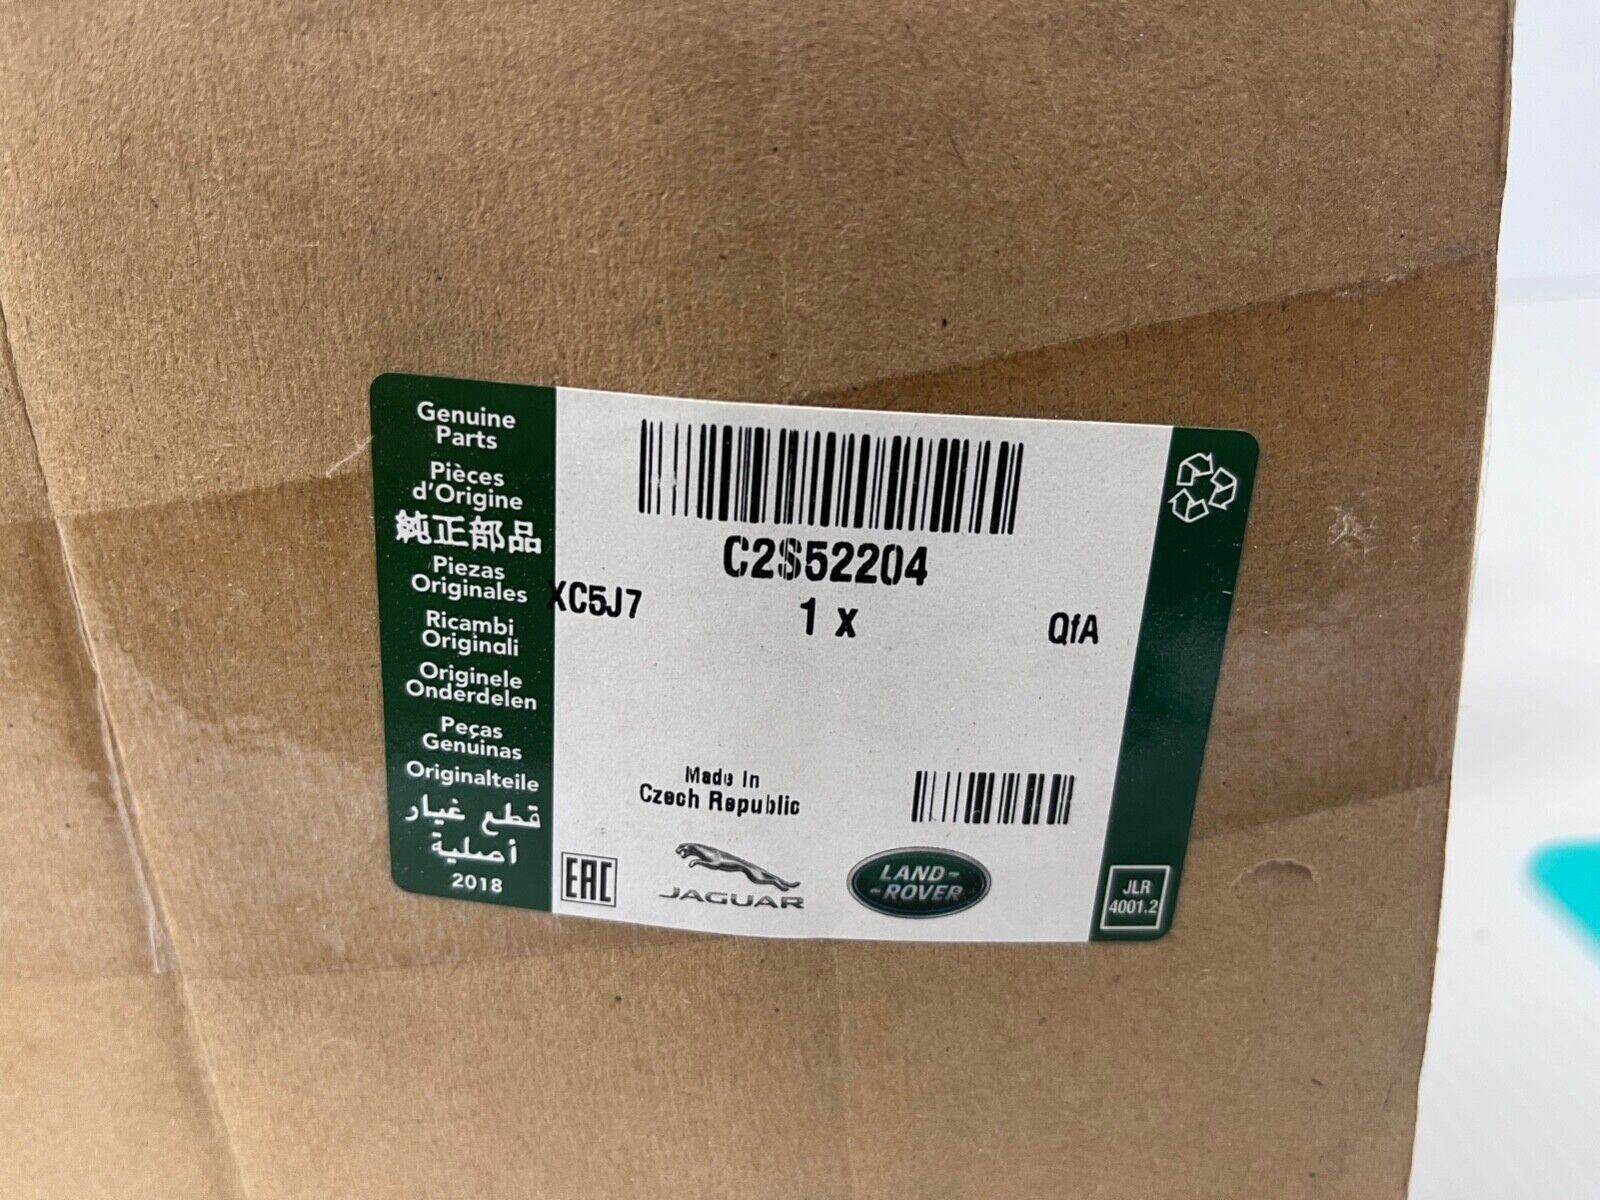 Genuine
Parts
Pièces
d'Origine
純正部品
Piezas
Originales
Ricambi
Originali
Originele
Onderdelen
Peças
Genuinas
Originalteile
قطع غيار
أصلية
2018
C2S52204
XC5J7
1 x
QfA
Made In
Czech Republic
EAC
JAGUAR
LAND-
-ROVER
JLR
4001.2